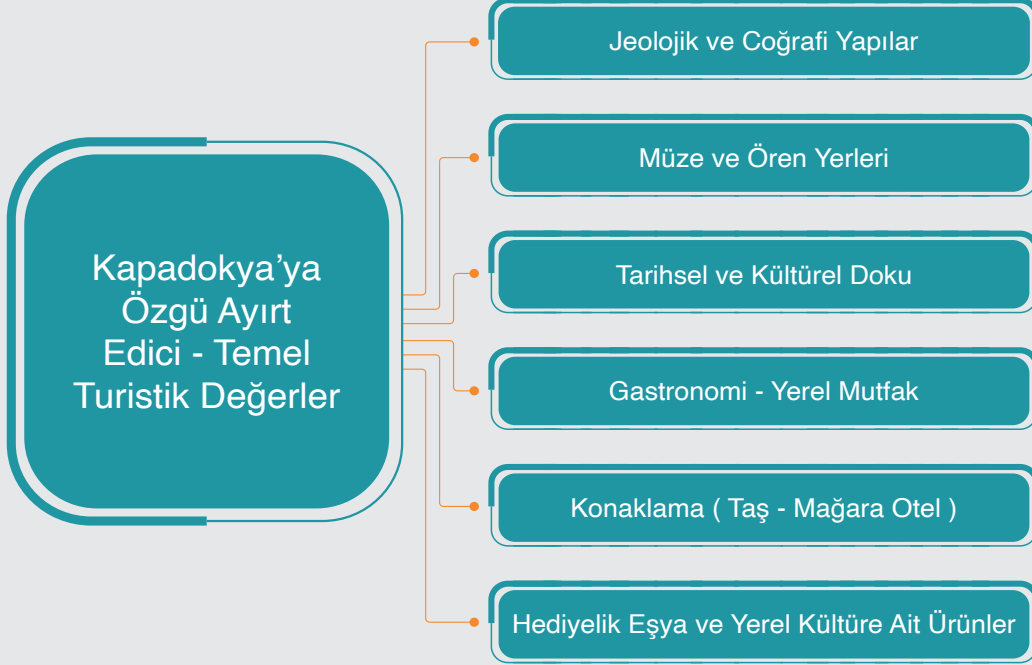 Kapadokya’ya
Özgü Ayırt
Edici - Temel
Turistik Değerler
Jeolojik ve Coğrafi Yapılar
Müze ve Ören Yerleri
Tarihsel ve Kültürel Doku
Gastronomi - Yerel Mutfak
Konaklama ( Taş - Mağara Otel )
Hediyelik Eşya ve Yerel Kültüre Ait Ürünler